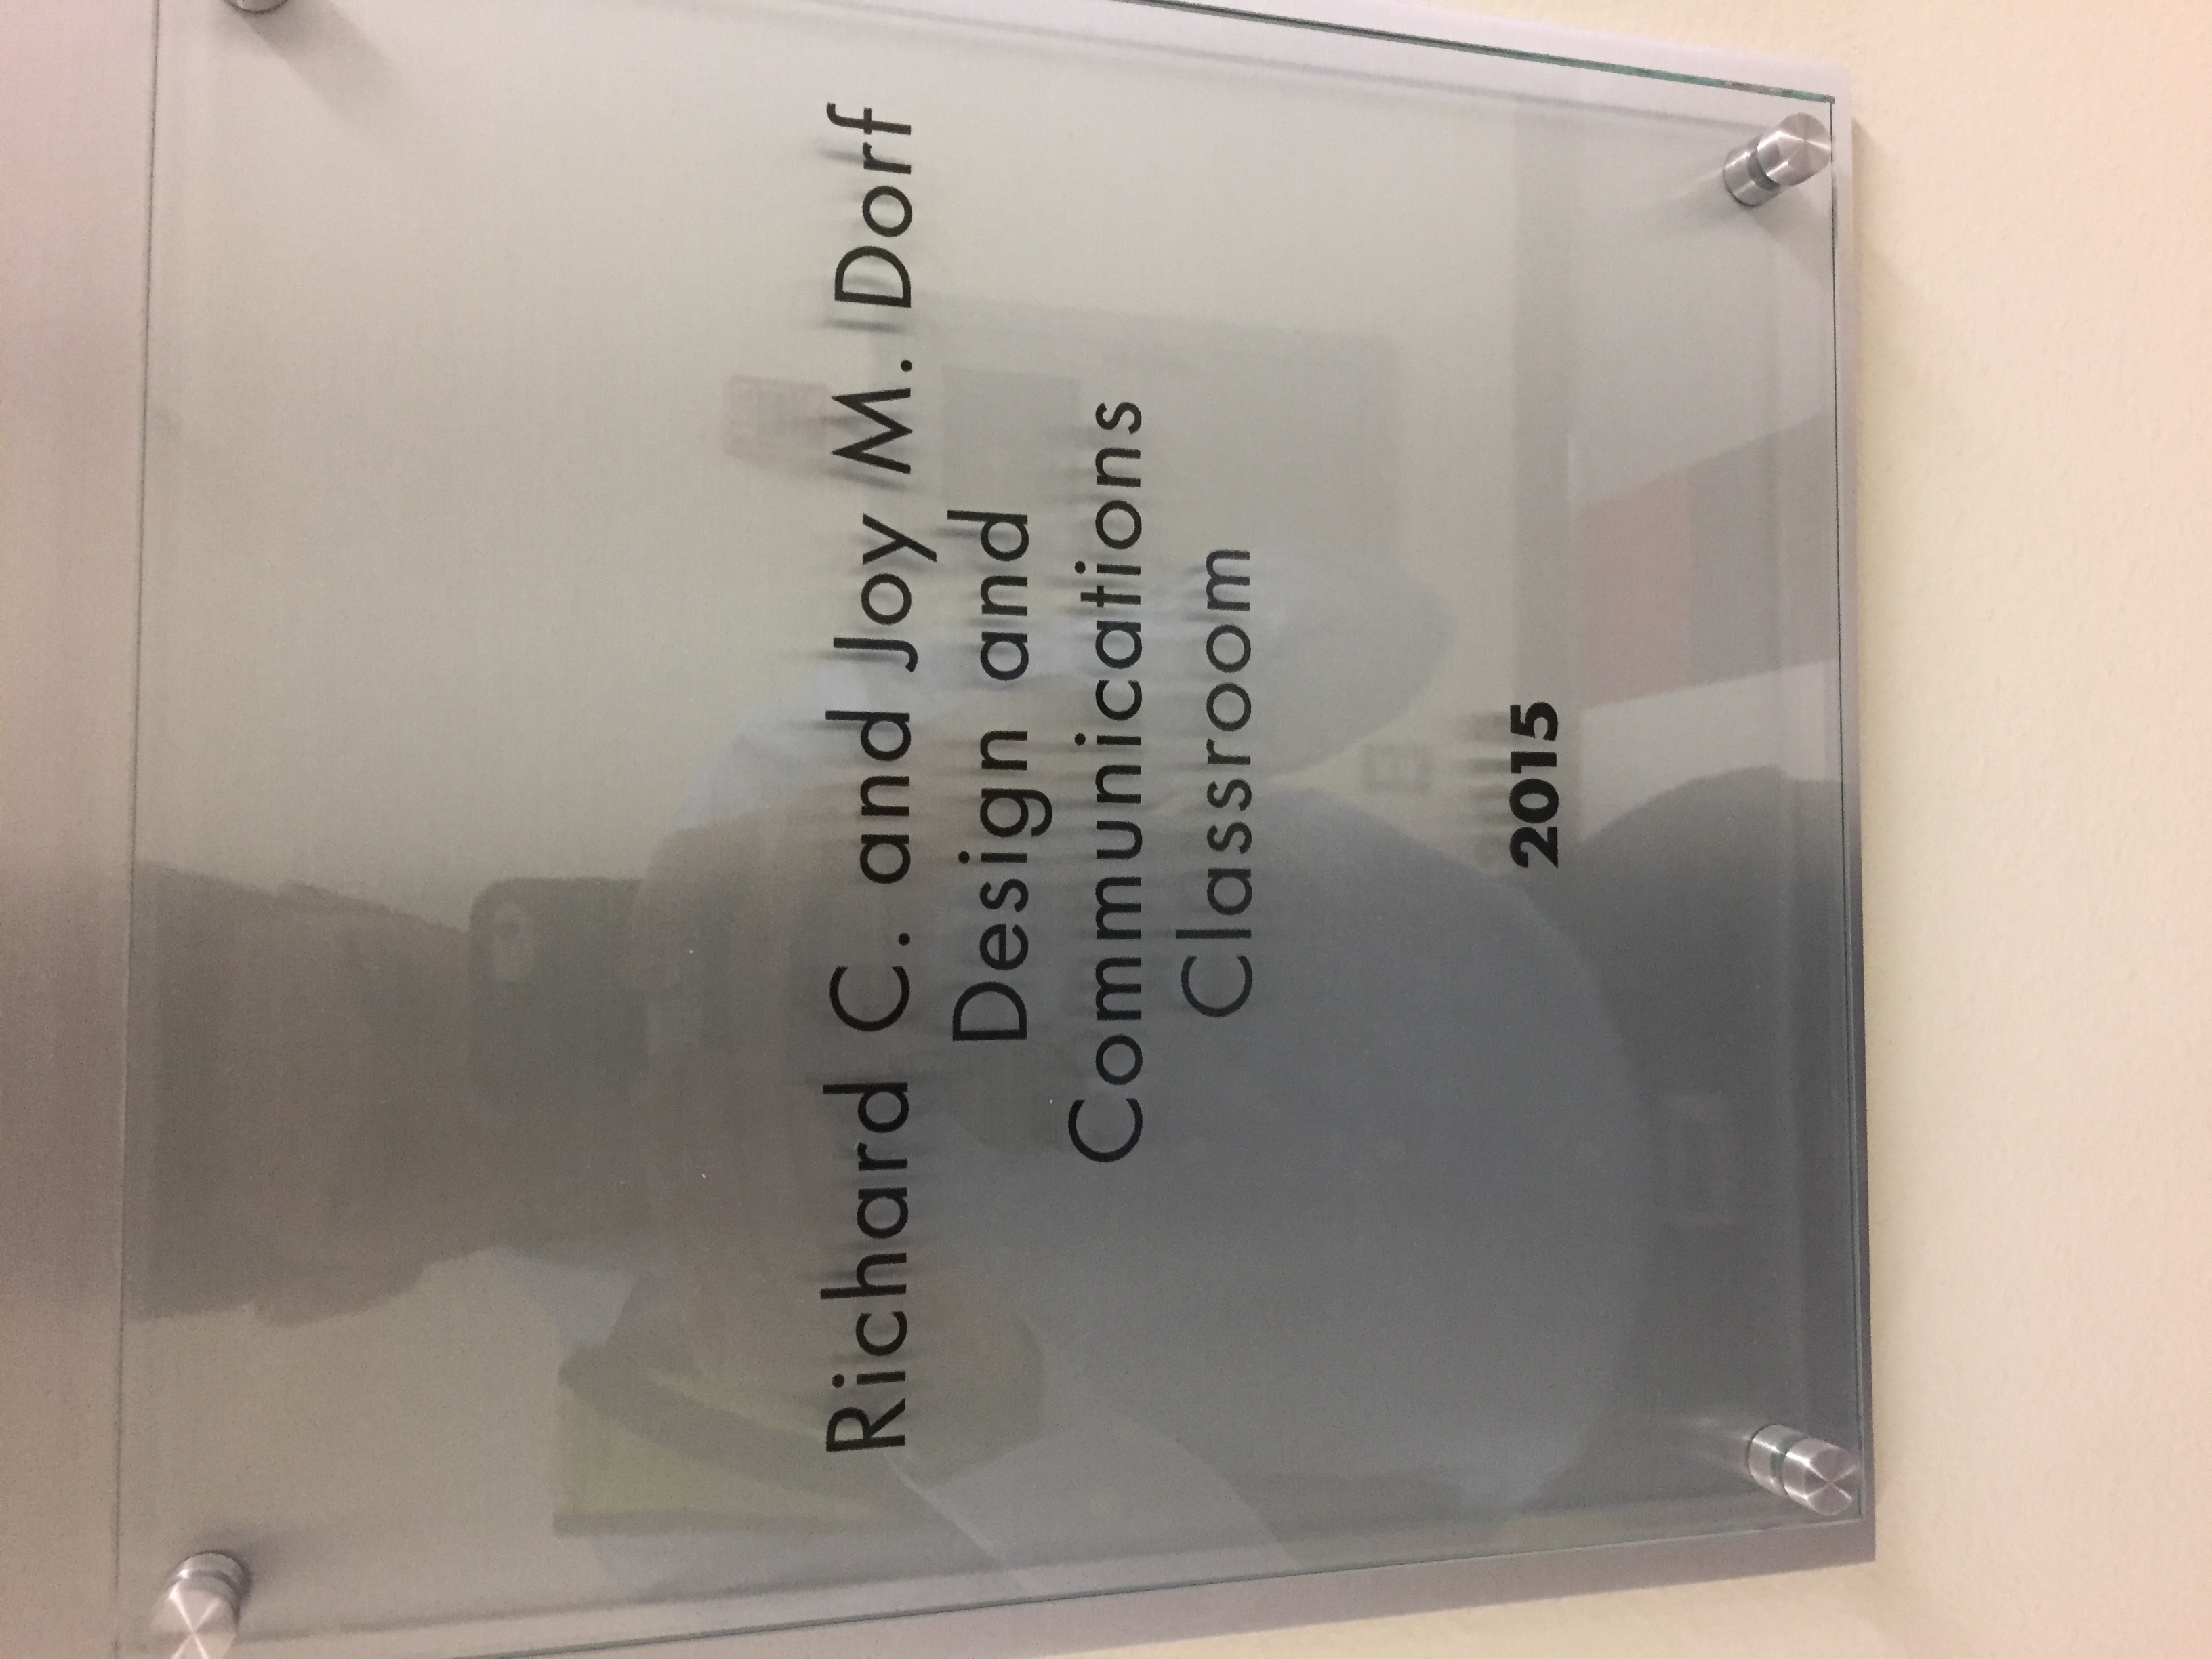 Richard C. and Joy M. Dorf
Design and
Communications
Classroom
2015